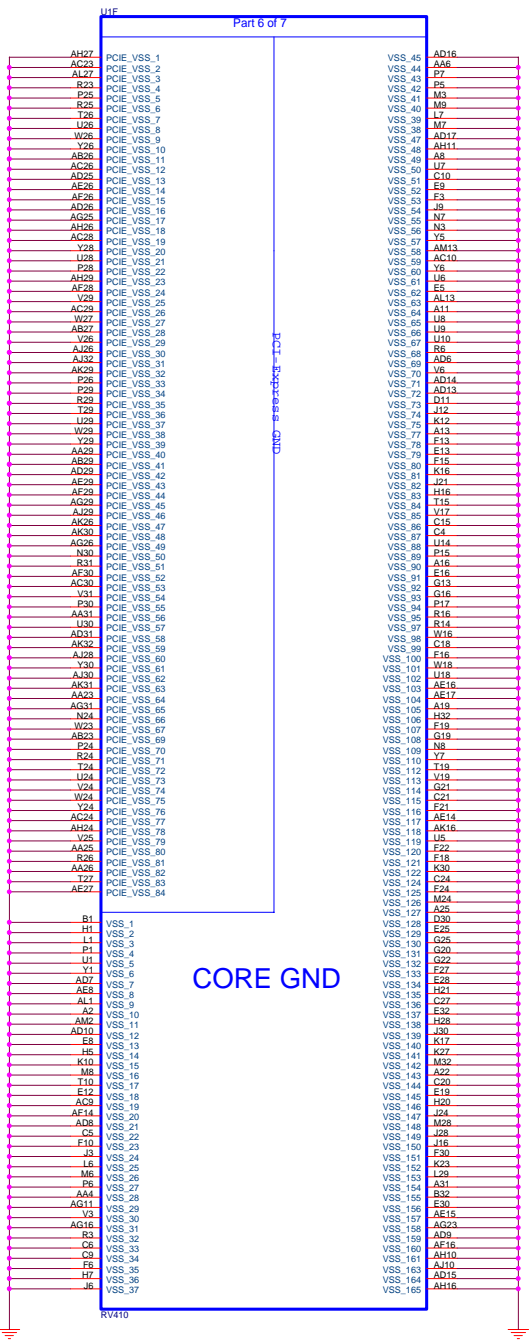 U1F
Part 6 of 7
AH27 PCIE_VSS_1
AC23 PCIE_VSS_2
AL27 PCIE_VSS_3
R23 PCIE_VSS_4
P25 PCIE_VSS_5
R25 PCIE_VSS_6
T26 PCIE_VSS_7
U26 PCIE_VSS_8
W26 PCIE_VSS_9
Y26 PCIE_VSS_10
AB26 PCIE_VSS_11
AC26 PCIE_VSS_12
AD25 PCIE_VSS_13
AE26 PCIE_VSS_14
AF26 PCIE_VSS_15
AD26 PCIE_VSS_16
AG25 PCIE_VSS_17
AH26 PCIE_VSS_18
AC28 PCIE_VSS_19
Y28 PCIE_VSS_20
U28 PCIE_VSS_21
P28 PCIE_VSS_22
AH29 PCIE_VSS_23
AF28 PCIE_VSS_24
V29 PCIE_VSS_25
AC29 PCIE_VSS_26
W27 PCIE_VSS_27
AB27 PCIE_VSS_28
V26 PCIE_VSS_29
AJ26 PCIE_VSS_30
AJ32 PCIE_VSS_31
AK29 PCIE_VSS_32
P26 PCIE_VSS_33
P29 PCIE_VSS_34
R29 PCIE_VSS_35
T29 PCIE_VSS_36
U29 PCIE_VSS_37
W29 PCIE_VSS_38
Y29 PCIE_VSS_39
AA29 PCIE_VSS_40
AB29 PCIE_VSS_41
AD29 PCIE_VSS_42
AE29 PCIE_VSS_43
AF29 PCIE_VSS_44
AG29 PCIE_VSS_45
AJ29 PCIE_VSS_46
AK26 PCIE_VSS_47
AK30 PCIE_VSS_48
AG26 PCIE_VSS_49
N30 PCIE_VSS_50
R31 PCIE_VSS_51
AF30 PCIE_VSS_52
AC30 PCIE_VSS_53
V31 PCIE_VSS_54
P30 PCIE_VSS_55
AA31 PCIE_VSS_56
U30 PCIE_VSS_57
AD31 PCIE_VSS_58
AK32 PCIE_VSS_59
AJ28 PCIE_VSS_60
Y30 PCIE_VSS_61
AJ30 PCIE_VSS_62
AK31 PCIE_VSS_63
AA23 PCIE_VSS_64
AG31 PCIE_VSS_65
N24 PCIE_VSS_66
W23 PCIE_VSS_67
AB23 PCIE_VSS_69
P24 PCIE_VSS_70
R24 PCIE_VSS_71
T24 PCIE_VSS_72
U24 PCIE_VSS_73
V24 PCIE_VSS_74
W24 PCIE_VSS_75
Y24 PCIE_VSS_76
AC24 PCIE_VSS_77
AH24 PCIE_VSS_78
V25 PCIE_VSS_79
AA25 PCIE_VSS_80
R26 PCIE_VSS_81
AA26 PCIE_VSS_82
T27 PCIE_VSS_83
AE27 PCIE_VSS_84
B1 VSS_1
H1 VSS_2
L1 VSS_3
P1 VSS_4
U1 VSS_5
Y1 VSS_6
AD7 VSS_7
AE8 VSS_8
AL1 VSS_9
A2 VSS_10
AM2 VSS_11
AD10 VSS_12
E8 VSS_13
H5 VSS_14
K10 VSS_15
M8 VSS_16
T10 VSS_17
E12 VSS_18
AC9 VSS_19
AF14 VSS_20
AD8 VSS_21
C5 VSS_22
F10 VSS_23
J3 VSS_24
L6 VSS_25
M6 VSS_26
P6 VSS_27
AA4 VSS_28
AG11 VSS_29
V3 VSS_30
AG16 VSS_31
R3 VSS_32
C6 VSS_33
C9 VSS_34
F6 VSS_35
H7 VSS_36
J6 VSS_37
PCI-Express GND
CORE GND
VSS_45 AD16
VSS_44 AA6
VSS_43 P7
VSS_42 P5
VSS_41 M3
VSS_40 M9
VSS_39 L7
VSS_38 M7
VSS_47 AD17
VSS_48 AH11
VSS_49 A8
VSS_50 U7
VSS_51 C10
VSS_52 E9
VSS_53 F3
VSS_54 J9
VSS_55 N7
VSS_56 N3
VSS_57 Y5
VSS_58 AM13
VSS_59 AC10
VSS_60 Y6
VSS_61 U6
VSS_62 E5
VSS_63 AL13
VSS_64 A11
VSS_65 U8
VSS_66 U9
VSS_67 U10
VSS_68 R6
VSS_69 AD6
VSS_70 V6
VSS_71 AD14
VSS_72 AD13
VSS_73 D11
VSS_74 J12
VSS_75 K12
VSS_77 A13
VSS_78 F13
VSS_79 E13
VSS_80 F15
VSS_81 K16
VSS_82 J21
VSS_83 H16
VSS_84 T15
VSS_85 V17
VSS_86 C15
VSS_87 C4
VSS_88 U14
VSS_89 P15
VSS_90 A16
VSS_91 E16
VSS_92 G13
VSS_93 G16
VSS_94 P17
VSS_95 R16
VSS_97 R14
VSS_98 W16
VSS_99 C18
VSS_100 F16
VSS_101 W18
VSS_102 U18
VSS_103 AE16
VSS_104 AE17
VSS_105 A19
VSS_106 H32
VSS_107 F19
VSS_108 G19
VSS_109 N8
VSS_110 Y7
VSS_112 T19
VSS_113 V19
VSS_114 G21
VSS_115 C21
VSS_116 F21
VSS_117 AE14
VSS_118 AK16
VSS_119 U5
VSS_120 F22
VSS_121 F18
VSS_122 K30
VSS_124 C24
VSS_125 F24
VSS_126 M24
VSS_127 A25
VSS_128 D30
VSS_129 E25
VSS_130 G25
VSS_131 G20
VSS_132 G22
VSS_133 F27
VSS_134 E28
VSS_135 H21
VSS_136 C27
VSS_137 E32
VSS_138 H28
VSS_139 J30
VSS_140 K17
VSS_141 K27
VSS_142 M32
VSS_143 A22
VSS_144 C20
VSS_145 E19
VSS_146 H20
VSS_147 J24
VSS_148 M28
VSS_149 J28
VSS_150 J16
VSS_151 F30
VSS_152 K23
VSS_153 L29
VSS_154 A31
VSS_155 B32
VSS_156 E30
VSS_157 AE15
VSS_158 AG23
VSS_159 AD9
VSS_160 AF16
VSS_161 AH10
VSS_163 AJ10
VSS_164 AD15
VSS_165 AH16
RV410